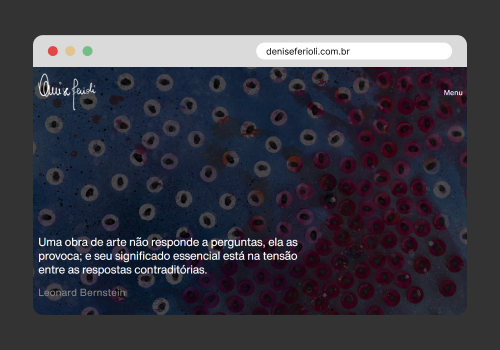 deniseferioli.com.br
Denise Ferioli
Menu
Uma obra de arte não responde a perguntas, ela as
provoca; e seu significado essencial está na tensão
entre as respostas contraditórias.
Leonard Bernstein